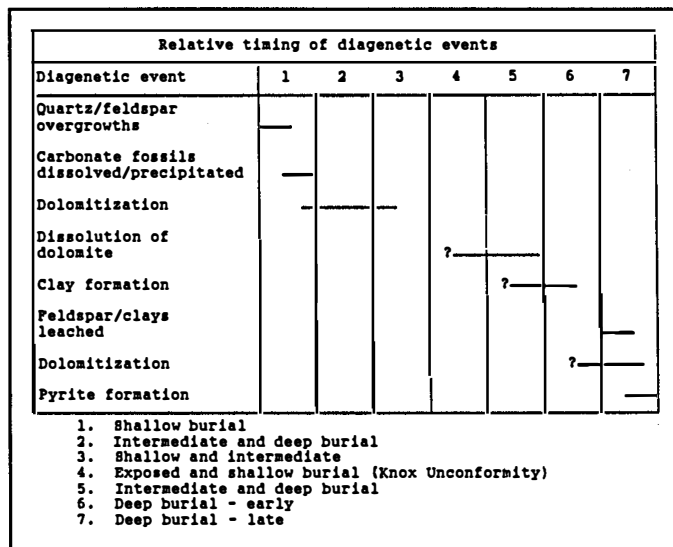 Relative timing of diagenetic events
Diagenetic event 1 2 3 4 5 6 7
Quartz/feldspar
overgrowths
Carbonate fossils
dissolved/precipitated
Dolomitization
Dissolution of
dolomite ?
Clay formation ?
Feldspar/clays
leached
Dolomitization ?
Pyrite formation
1. Shallow burial
2. Intermediate and deep burial
3. Shallow and intermediate
4. Exposed and shallow burial (Knox Unconformity)
5. Intermediate and deep burial
6. Deep burial - early
7. Deep burial - late